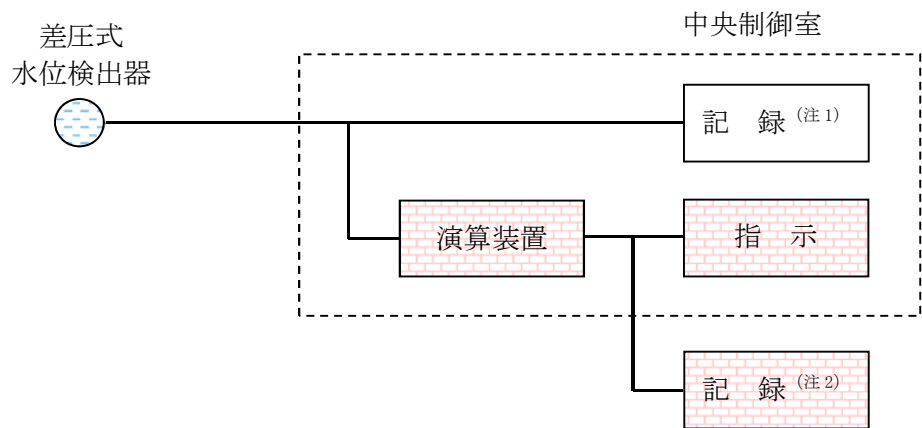 中央制御室
差圧式
水位検出器
記 録 (注1)
演算装置
指 示
記 録 (注2)